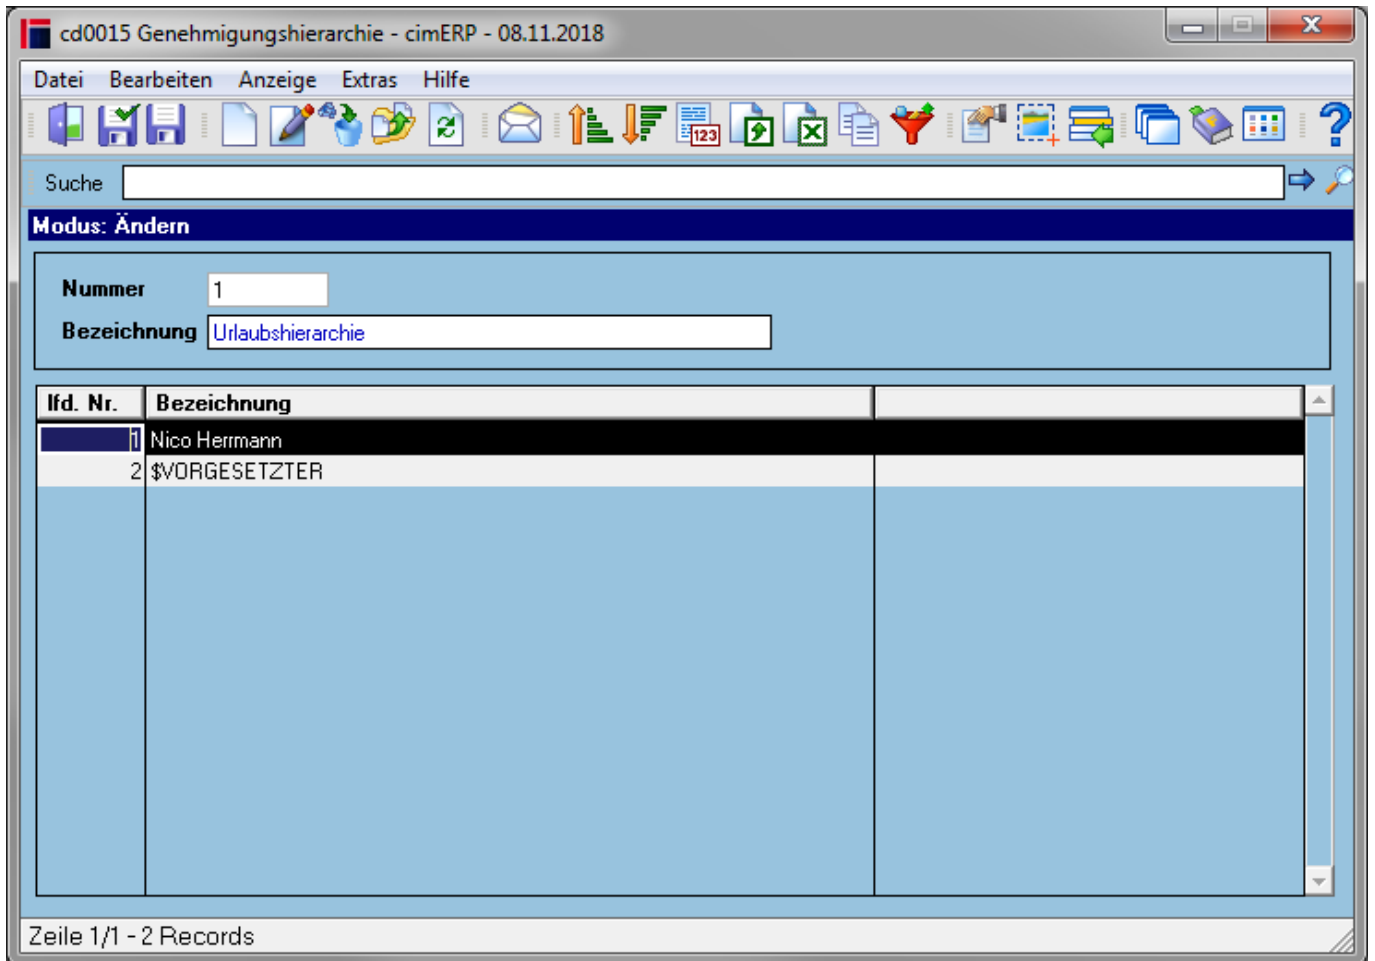 cd0015 Genehmigungshierarchie - cimERP - 08.11.2018
Datei Bearbeiten Anzeige Extras Hilfe
123
Suche
Modus: Ändern
Nummer 1
Bezeichnung Urlaubshierarchie
lfd. Nr. Bezeichnung
1 Nico Herrmann
2 $VORGESETZTER
Zeile 1/1 - 2 Records